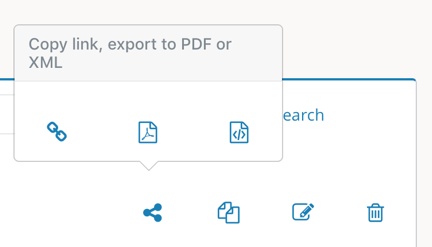 Copy link, export to PDF or
XML
earch